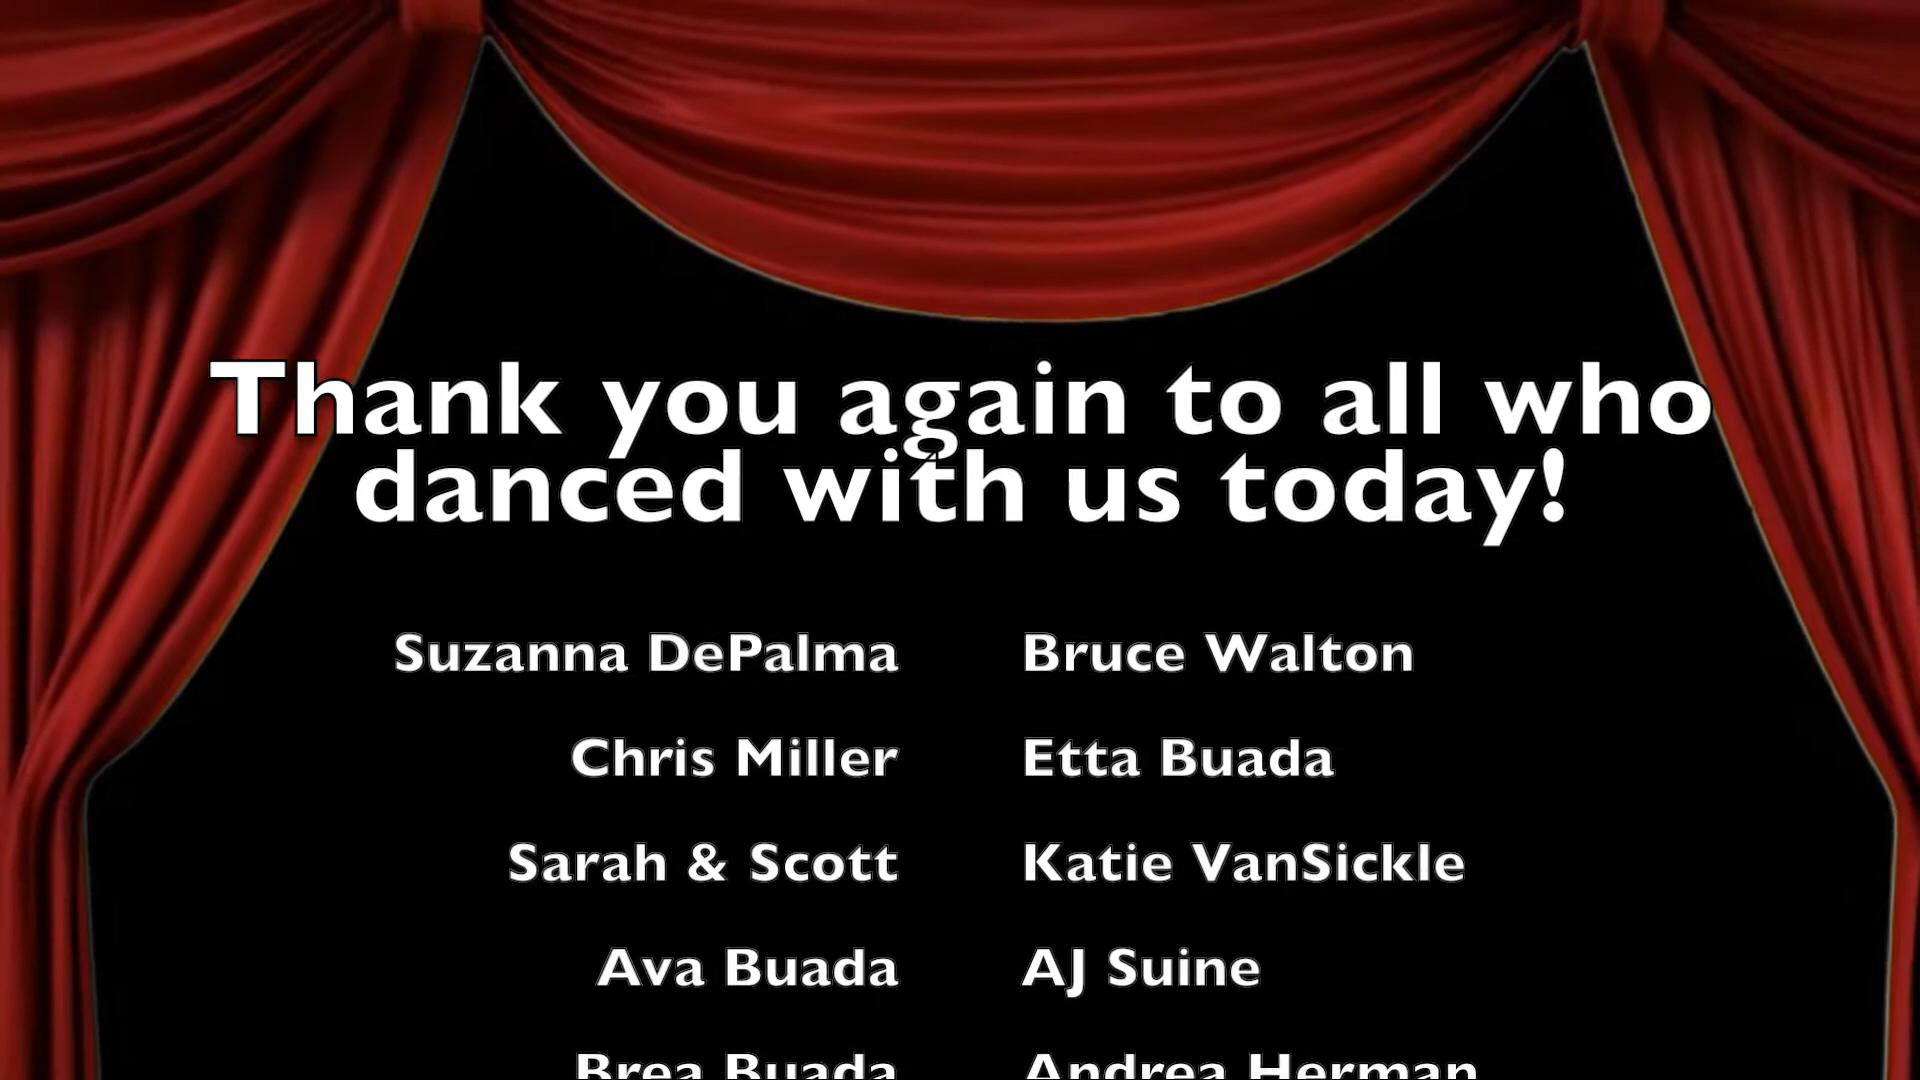 Thank you again to all who
danced with us today!
Suzanna DePalma Bruce Walton
Chris Miller Etta Buada
Sarah & Scott Katie VanSickle
Ava Buada AJ Suine
Brea Buada Andrea Herman